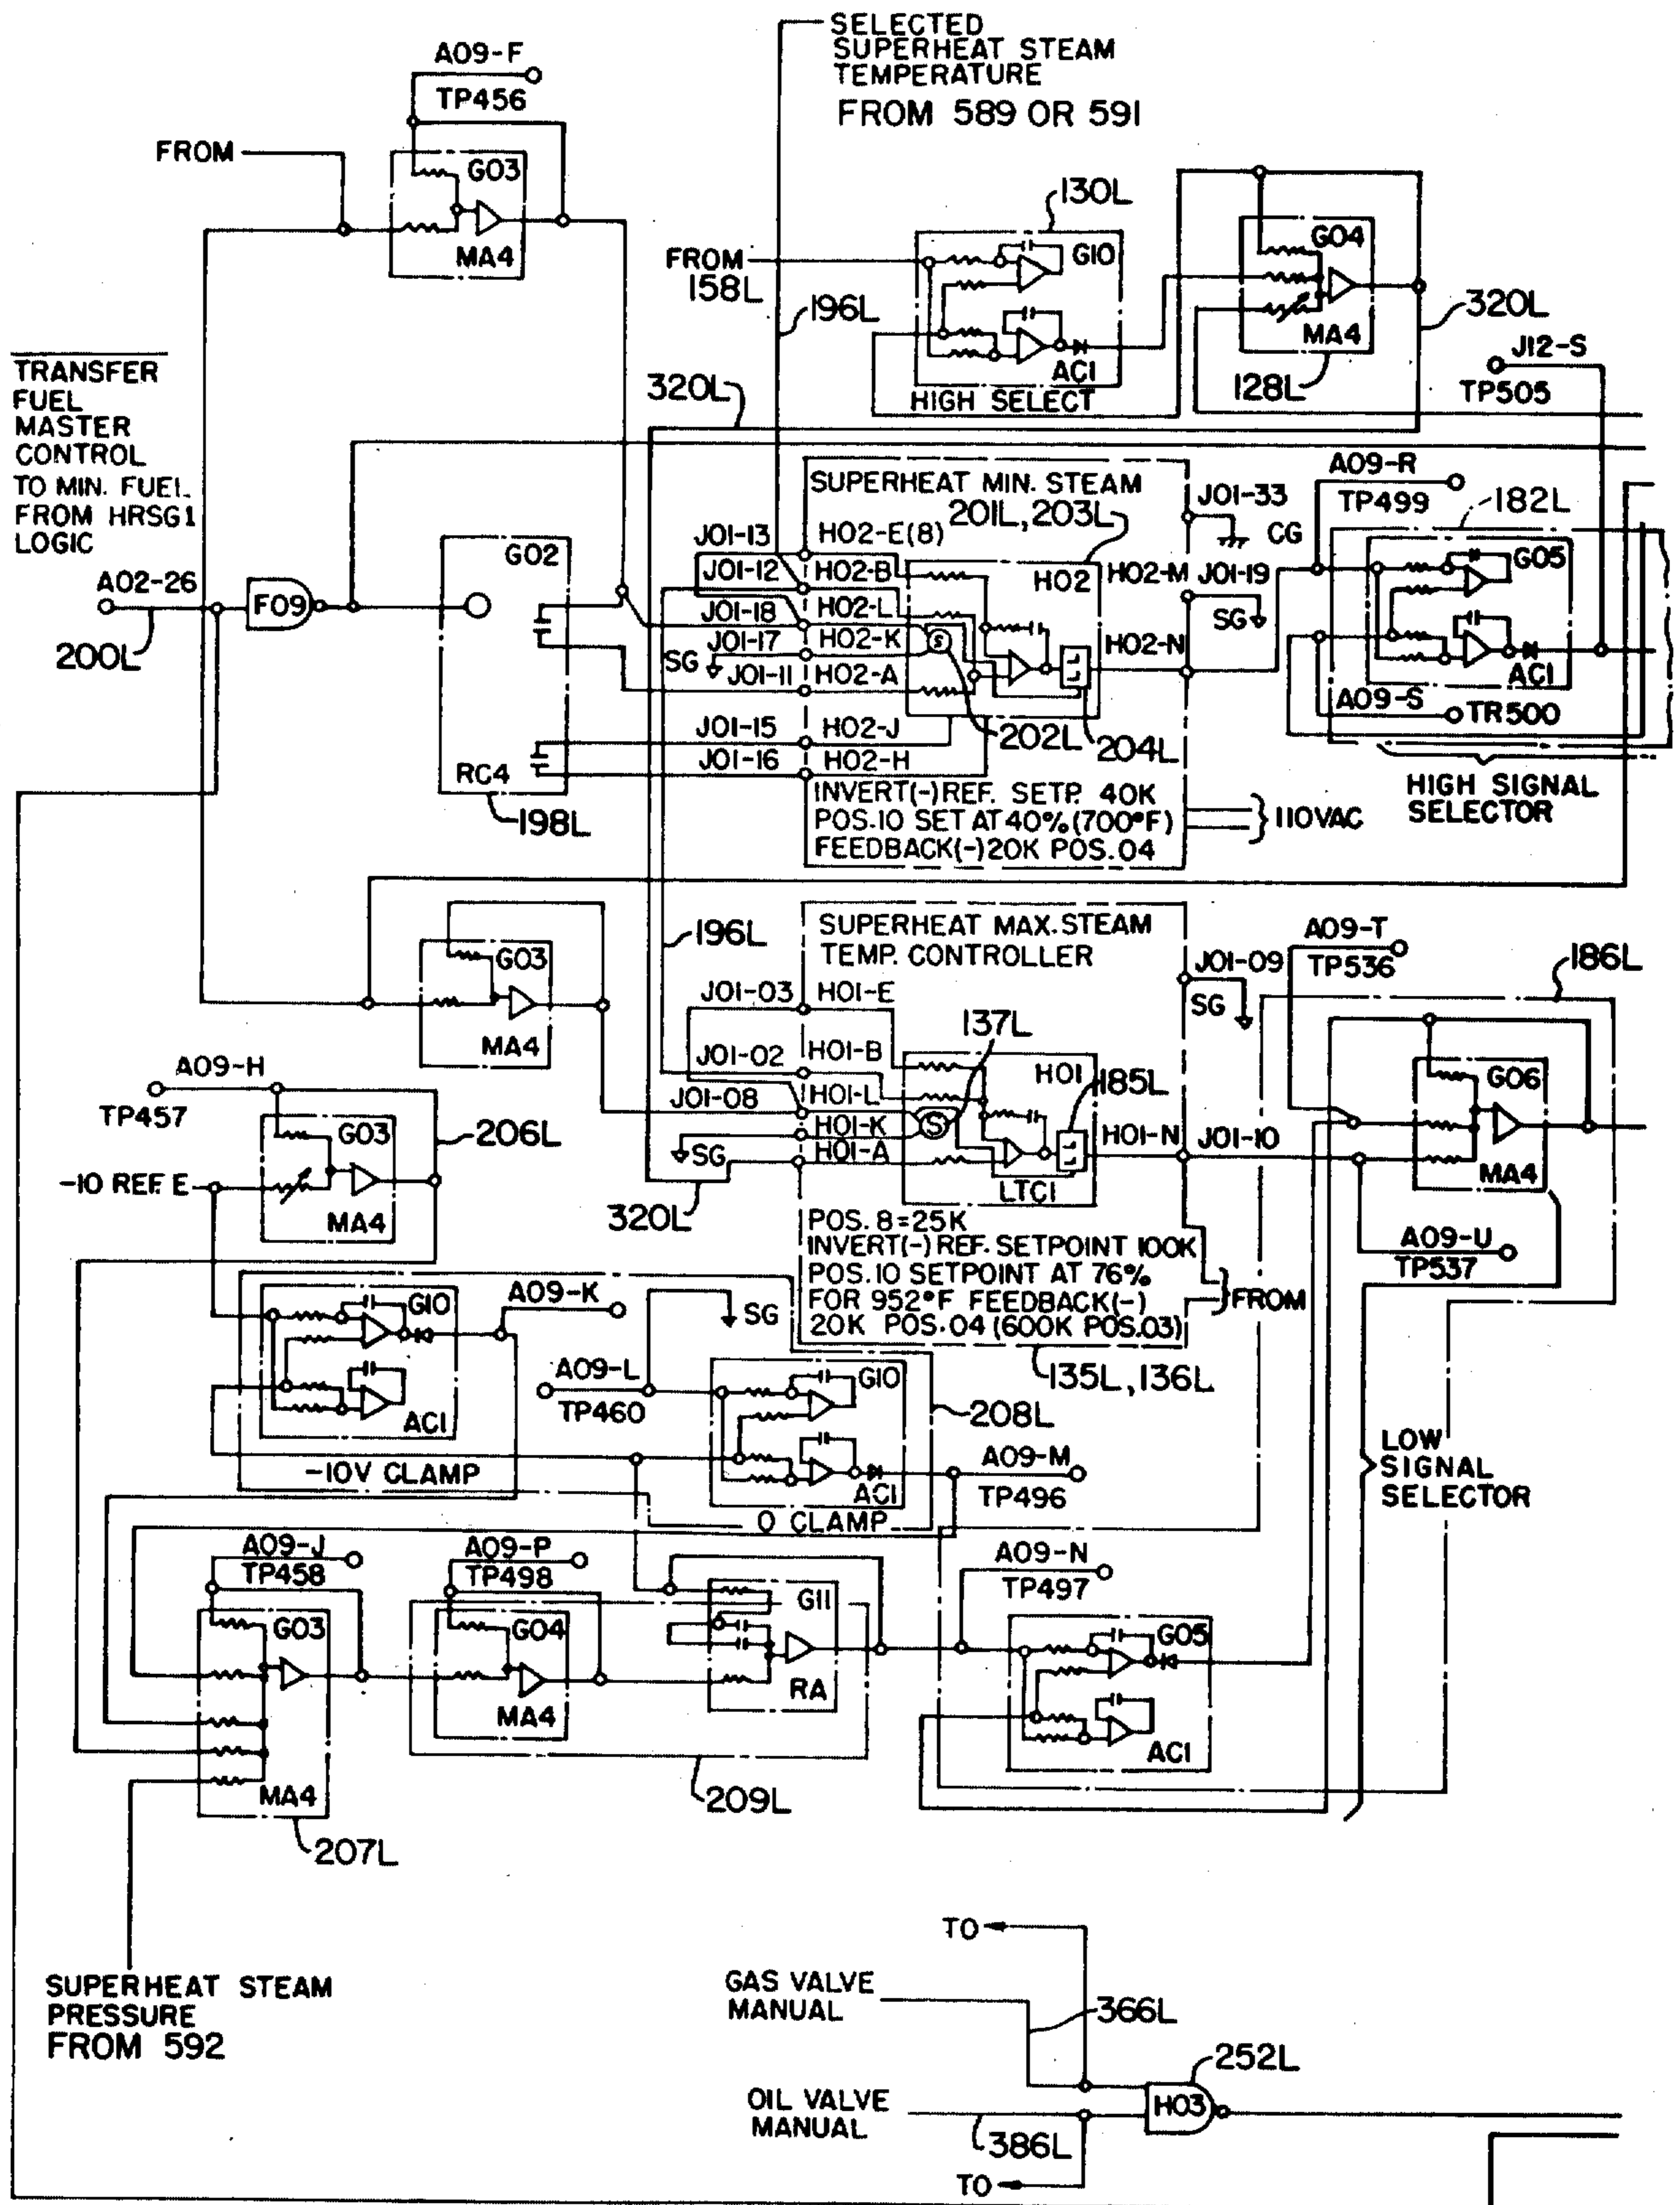 SELECTED
SUPERHEAT STEAM
TEMPERATURE
FROM 589 OR 591
A09-F
TP456
FROM
G03
MA4
130L
FROM
158L
G10
AC1
HIGH SELECT
196L
G04
MA4
128L
320L
J12-S
TP505
320L
TRANSFER
FUEL
MASTER
CONTROL
TO MIN. FUEL
FROM HRSG1
LOGIC
A02-26
200L
F09
G02
RC4
198L
SUPERHEAT MIN. STEAM
201L, 203L
J01-33
CG
A09-R
TP499
182L
J01-13
H02-E(8)
J01-12
H02-B
H02
H02-M
J01-19
G05
J01-18
H02-L
S
SG
J01-17
H02-K
H02-N
SG
J01-11
H02-A
AC1
A09-S
TR500
J01-15
H02-J
202L
204L
J01-16
H02-H
HIGH SIGNAL
SELECTOR
INVERT(-)REF. SETP. 40K
POS.10 SET AT 40% (700°F)
FEEDBACK(-)20K POS.04
110VAC
G03
MA4
196L
SUPERHEAT MAX. STEAM
TEMP. CONTROLLER
J01-09
SG
A09-T
TP536
186L
J01-03
H01-E
137L
J01-02
H01-B
H01
185L
J01-08
H01-L
S
H01-K
SG
H01-A
H01-N
J01-10
LTC1
320L
G06
MA4
A09-U
TP537
A09-H
TP457
G03
206L
-10 REF. E
MA4
POS. 8=25K
INVERT(-)REF. SETPOINT 100K
POS.10 SETPOINT AT 76%
FOR 952°F FEEDBACK(-)
20K POS.04 (600K POS.03)
FROM
135L, 136L
G10
A09-K
SG
AC1
-10V CLAMP
A09-L
TP460
G10
208L
AC1
A09-M
TP496
0 CLAMP
LOW
SIGNAL
SELECTOR
A09-J
TP458
G03
MA4
207L
A09-P
TP498
G04
MA4
G11
RA
209L
A09-N
TP497
G05
AC1
SUPERHEAT STEAM
PRESSURE
FROM 592
TO
GAS VALVE
MANUAL
366L
252L
OIL VALVE
MANUAL
H03
386L
TO